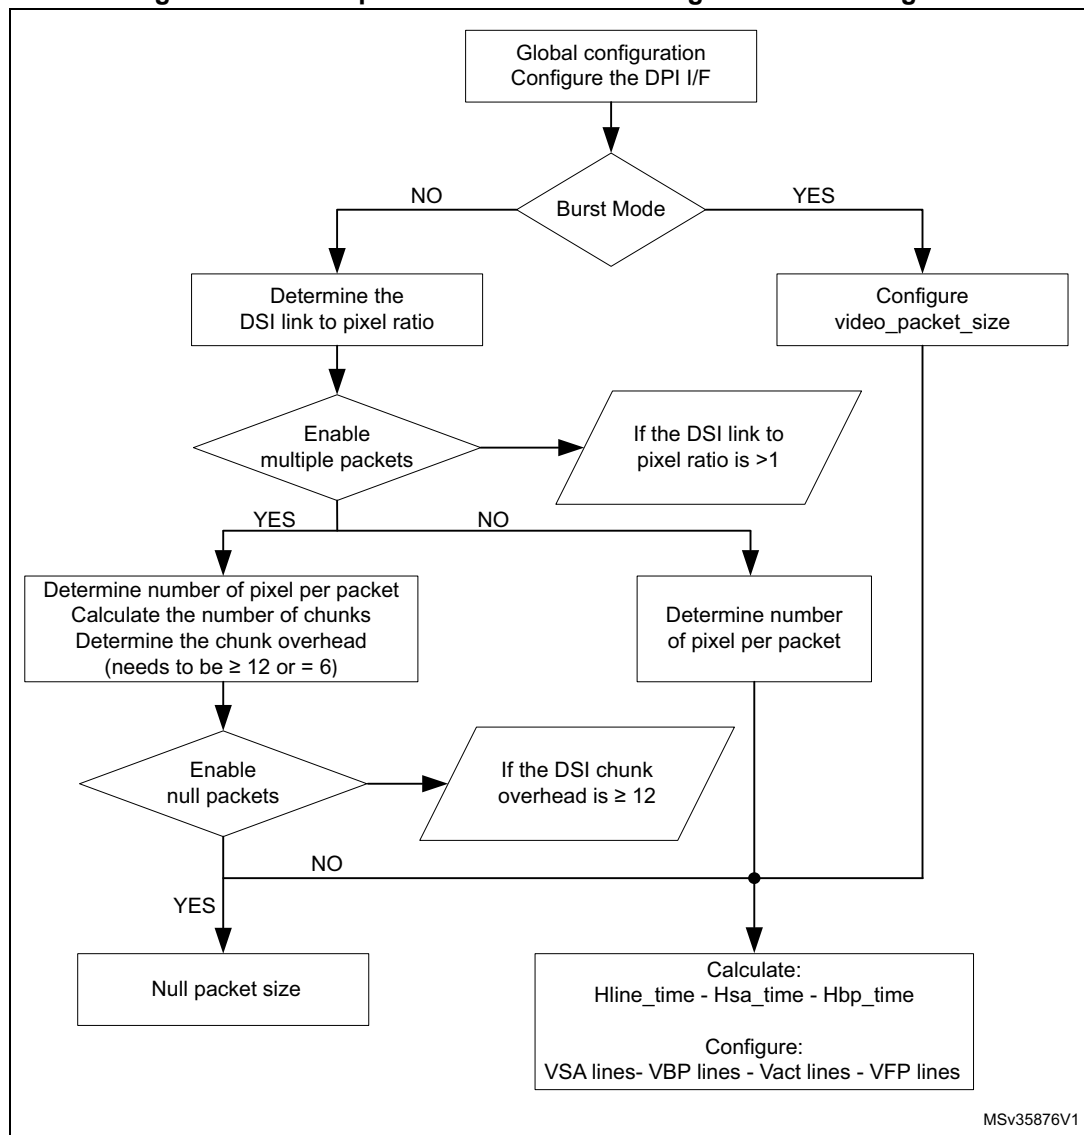 Global configuration
Configure the DPI I/F
NO
Burst Mode
YES
Determine the
DSI link to pixel ratio
Configure
video_packet_size
Enable
multiple packets
If the DSI link to
pixel ratio is >1
YES
NO
Determine number of pixel per packet
Calculate the number of chunks
Determine the chunk overhead
(needs to be ≥ 12 or = 6)
Determine number
of pixel per packet
Enable
null packets
If the DSI chunk
overhead is ≥ 12
NO
YES
Null packet size
Calculate:
Hline_time - Hsa_time - Hbp_time
Configure:
VSA lines- VBP lines - Vact lines - VFP lines
MSv35876V1